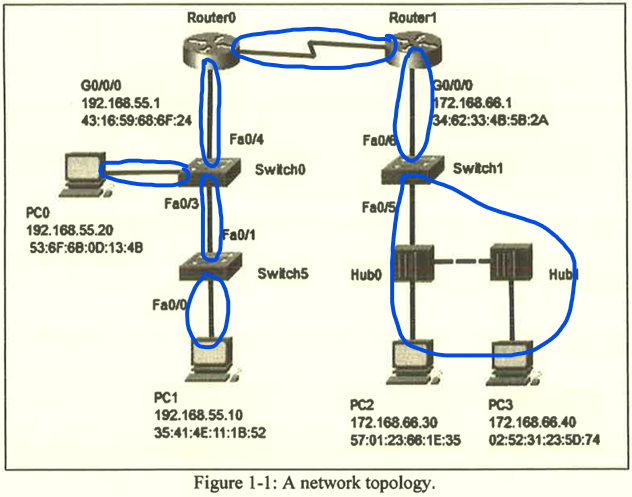 Router0
Router1
G0/0/0
192.168.55.1
43:16:59:68:6F:24
G0/0/0
172.168.66.1
34:62:33:4B:5B:2A
Fa0/4
Fa0/6
Switch0
Switch1
Fa0/3
Fa0/5
PC0
192.168.55.20
53:6F:6B:0D:13:4B
Fa0/1
Switch5
Hub0
Hub1
Fa0/0
PC1
192.168.55.10
35:41:4E:11:1B:52
PC2
172.168.66.30
57:01:23:66:1E:35
PC3
172.168.66.40
02:52:31:23:5D:74
Figure 1-1: A network topology.